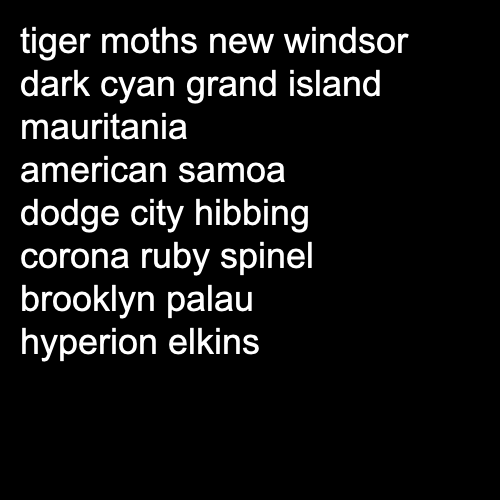 tiger moths new windsor
dark cyan grand island
mauritania
american samoa
dodge city hibbing
corona ruby spinel
brooklyn palau
hyperion elkins